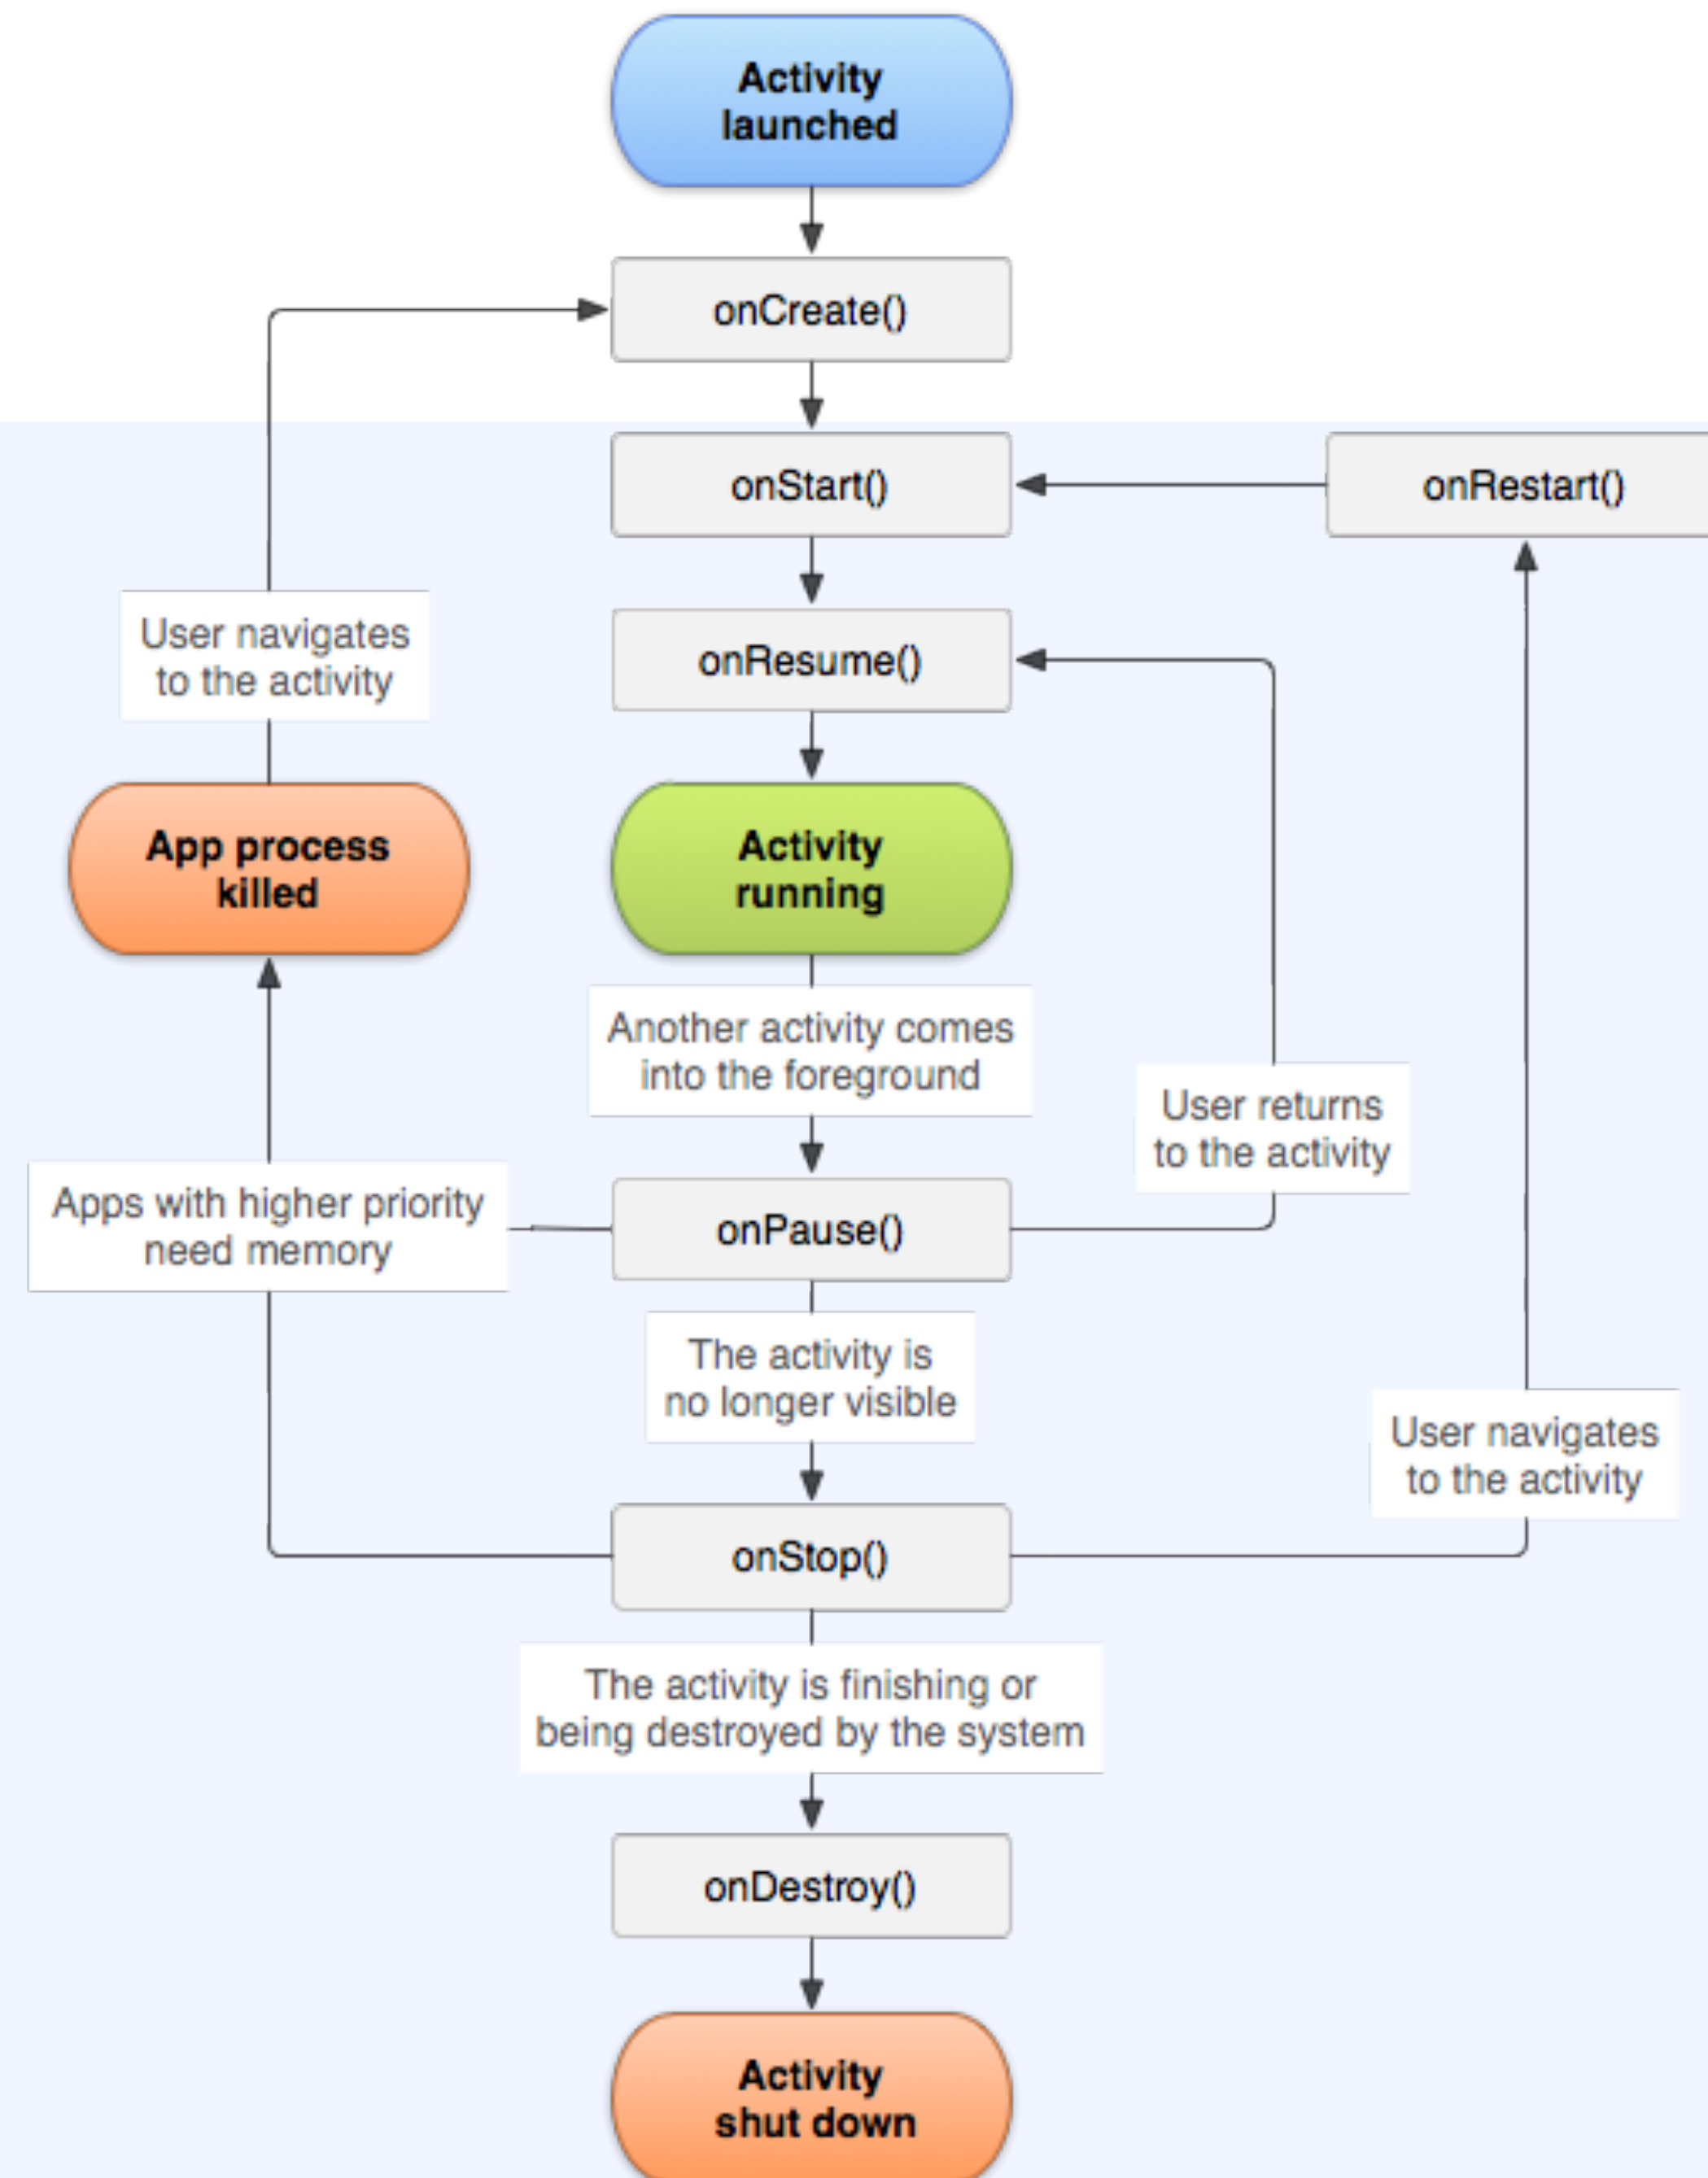 Activity
launched
onCreate()
onStart()
onRestart()
User navigates
to the activity
onResume()
App process
killed
Activity
running
Another activity comes
into the foreground
User returns
to the activity
Apps with higher priority
need memory
onPause()
The activity is
no longer visible
User navigates
to the activity
onStop()
The activity is finishing or
being destroyed by the system
onDestroy()
Activity
shut down